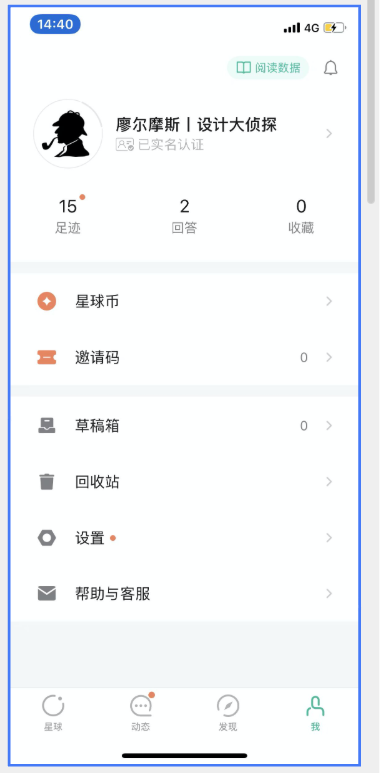 14:40 4G
阅读数据
廖尔摩斯丨设计大侦探
已实名认证
15 2 0
足迹 回答 收藏
星球币
邀请码 0
草稿箱 0
回收站
设置
帮助与客服
星球 动态 发现 我